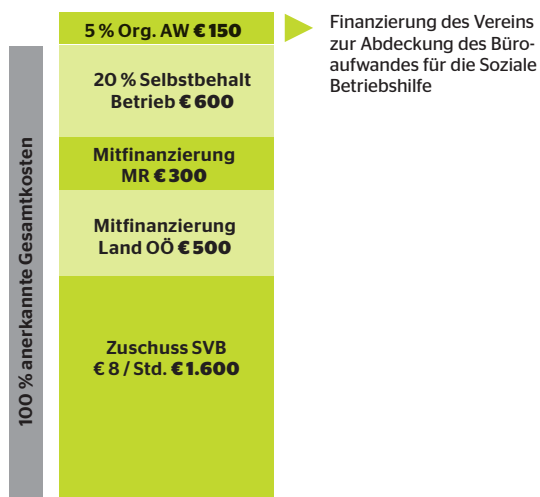 5 % Org. AW € 150
Finanzierung des Vereins
zur Abdeckung des Büro-
aufwandes für die Soziale
Betriebshilfe
20 % Selbstbehalt
Betrieb € 600
Mitfinanzierung
MR € 300
Mitfinanzierung
Land OÖ € 500
Zuschuss SVB
€ 8 / Std. € 1.600
100 % anerkannte Gesamtkosten